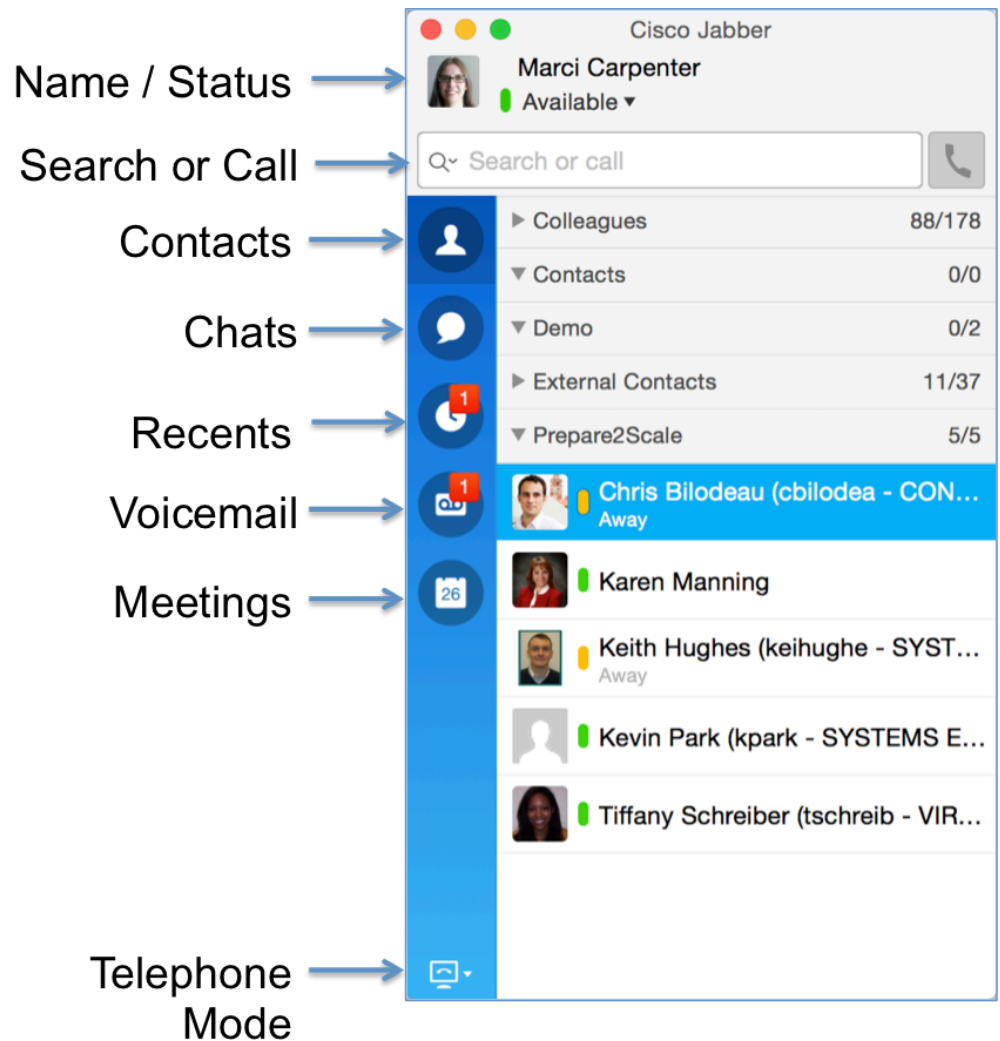 Cisco Jabber
Name / Status
Marci Carpenter
Available
Search or Call
Search or call
Contacts
Colleagues 88/178
Contacts 0/0
Chats
Demo 0/2
External Contacts 11/37
Recents
1
Prepare2Scale 5/5
Voicemail
1
Chris Bilodeau (cbilodea - CON...
Away
Meetings
26
Karen Manning
Keith Hughes (keihughe - SYST...
Away
Kevin Park (kpark - SYSTEMS E...
Tiffany Schreiber (tschreib - VIR...
Telephone
Mode